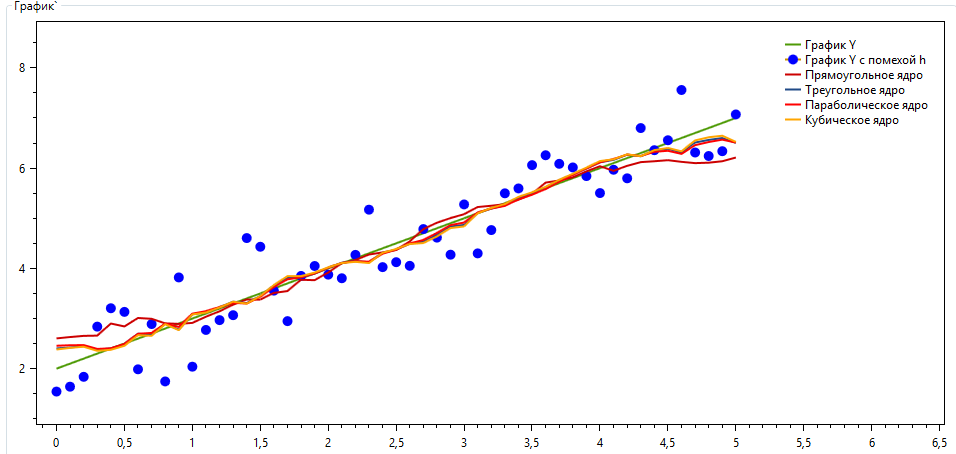 График`
График Y
График Y с помехой h
Прямоугольное ядро
Треугольное ядро
Параболическое ядро
Кубическое ядро
8
6
4
2
0 0,5 1 1,5 2 2,5 3 3,5 4 4,5 5 5,5 6 6,5